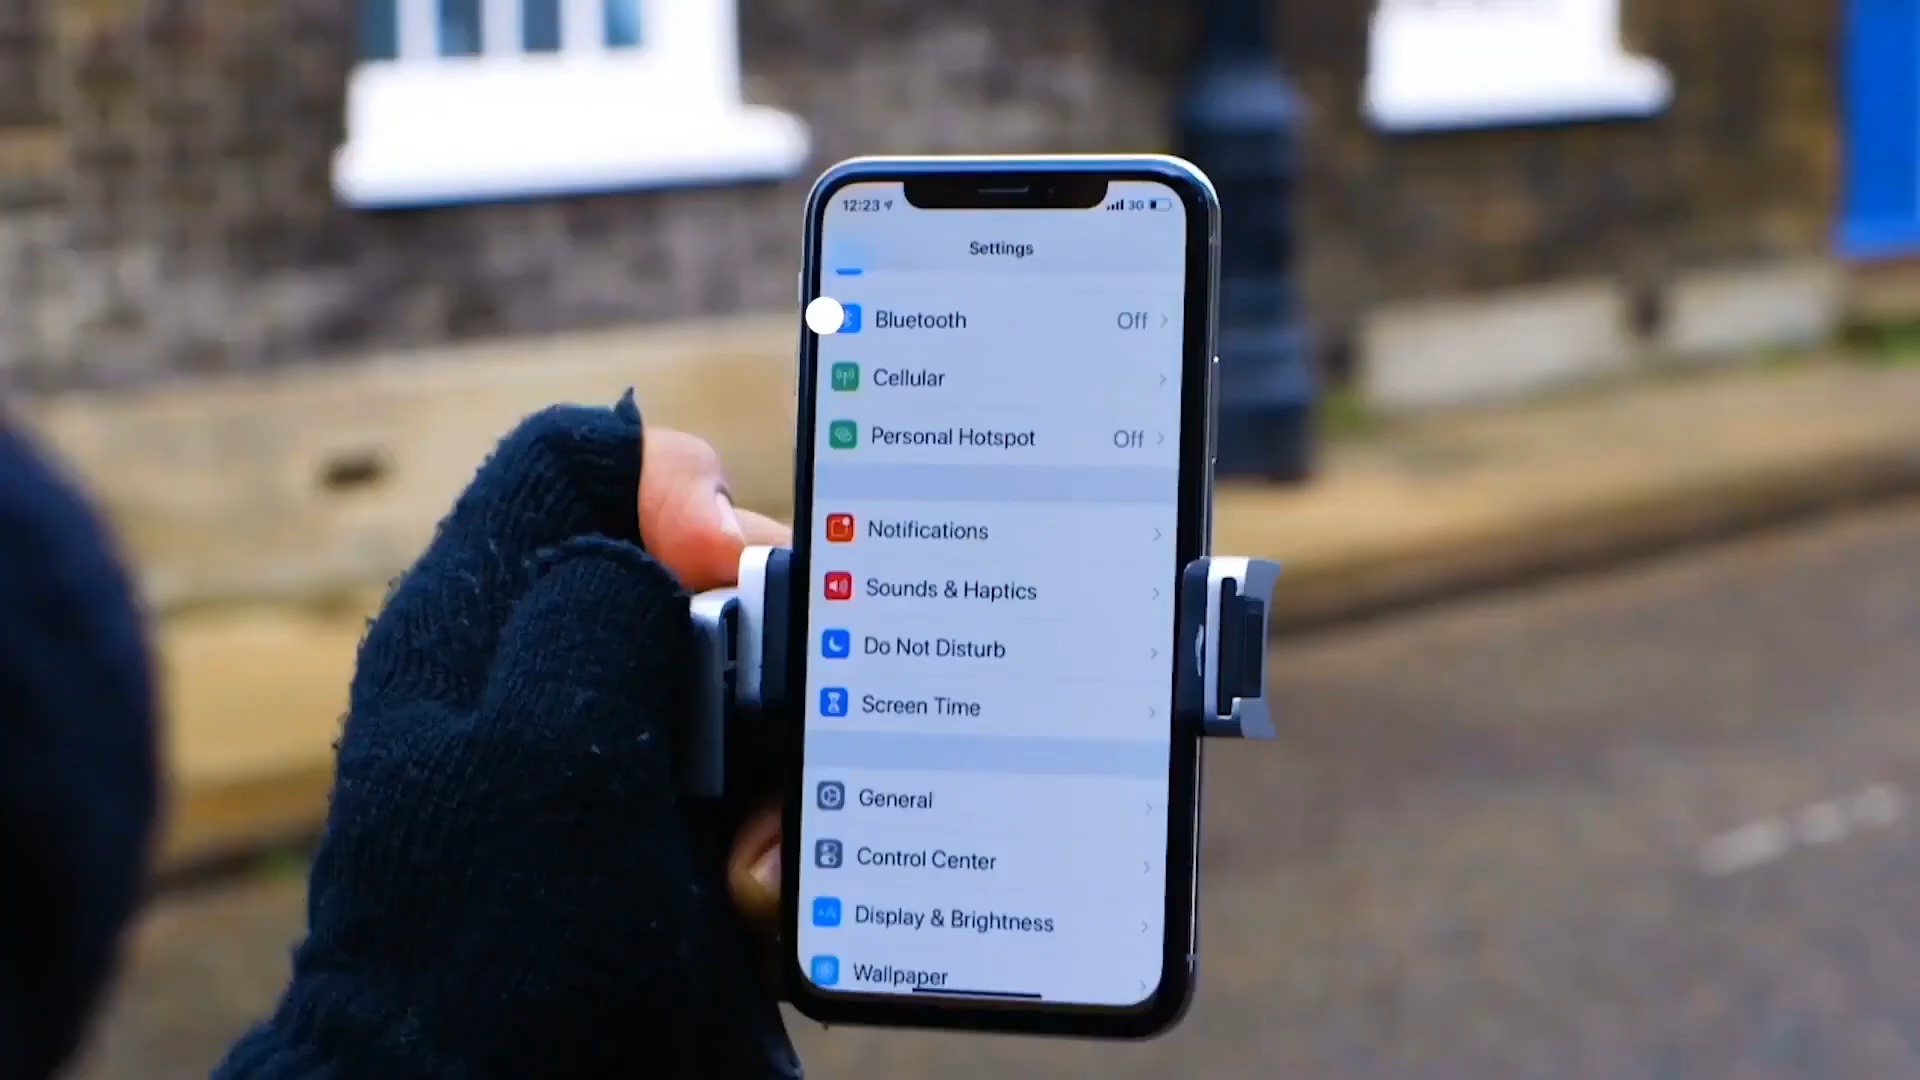 12:23 3G
Settings
Bluetooth Off
Cellular
Personal Hotspot Off
Notifications
Sounds & Haptics
Do Not Disturb
Screen Time
General
Control Center
Display & Brightness
AA
Wallpaper